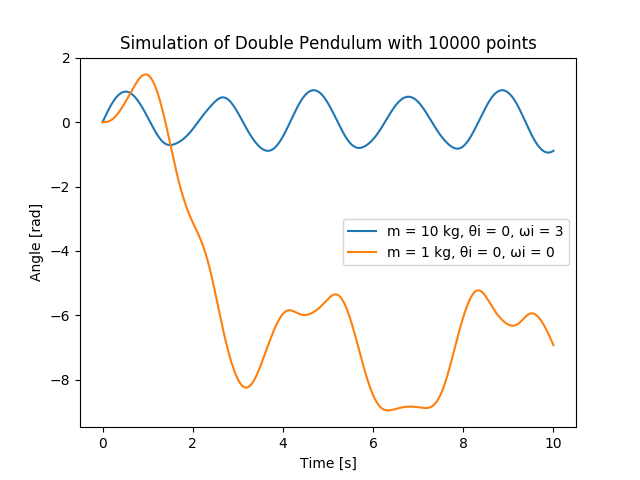 Simulation of Double Pendulum with 10000 points
2
0
−2
−4
−6
−8
Angle [rad]
m = 10 kg, θi = 0, ωi = 3
m = 1 kg, θi = 0, ωi = 0
0 2 4 6 8 10
Time [s]